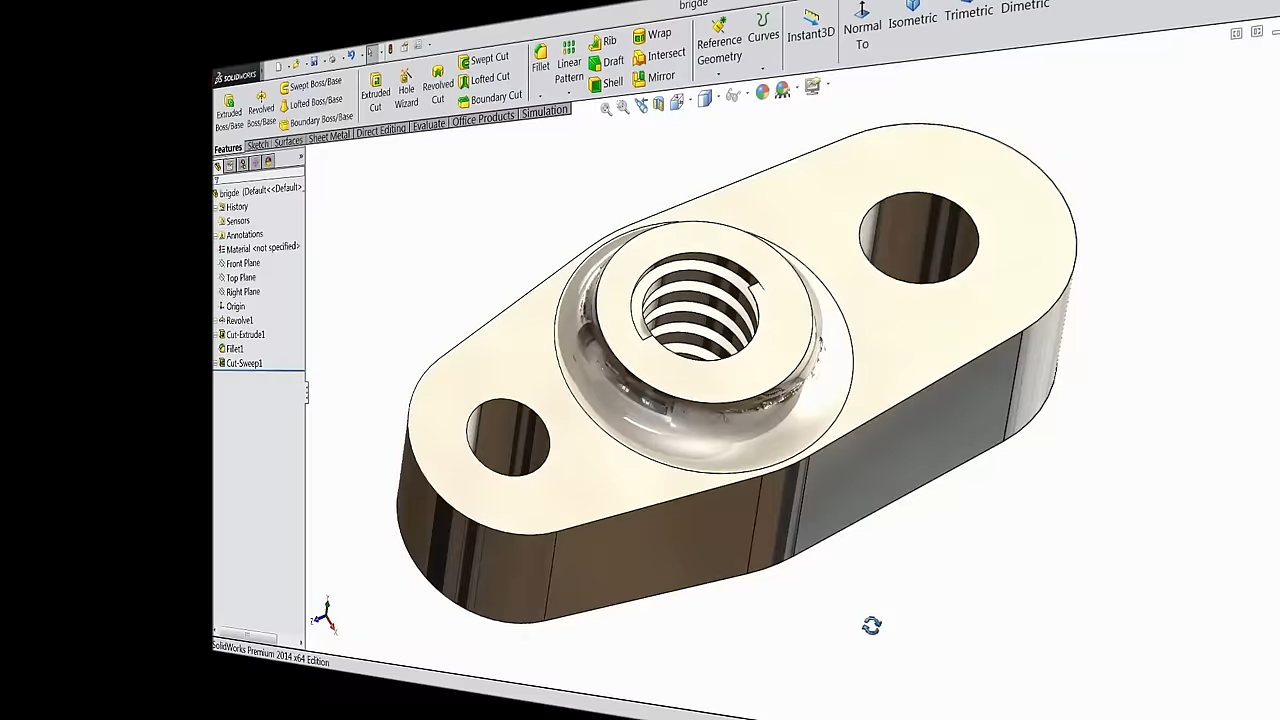 brigde
SOLIDWORKS
Extruded Boss/Base
Revolved Boss/Base
Swept Boss/Base
Lofted Boss/Base
Boundary Boss/Base
Extruded Cut
Hole Wizard
Revolved Cut
Swept Cut
Lofted Cut
Boundary Cut
Fillet
Linear Pattern
Rib
Draft
Shell
Wrap
Intersect
Mirror
Reference Geometry
Curves
Instant3D
Normal To
Isometric
Trimetric
Dimetric
Features Sketch Surfaces Sheet Metal Direct Editing Evaluate Office Products Simulation
brigde (Default<<Default>_
History
Sensors
Annotations
Material <not specified>
Front Plane
Top Plane
Right Plane
Origin
Revolve1
Cut-Extrude1
Fillet1
Cut-Sweep1
Y
Z
X
SolidWorks Premium 2014 x64 Edition